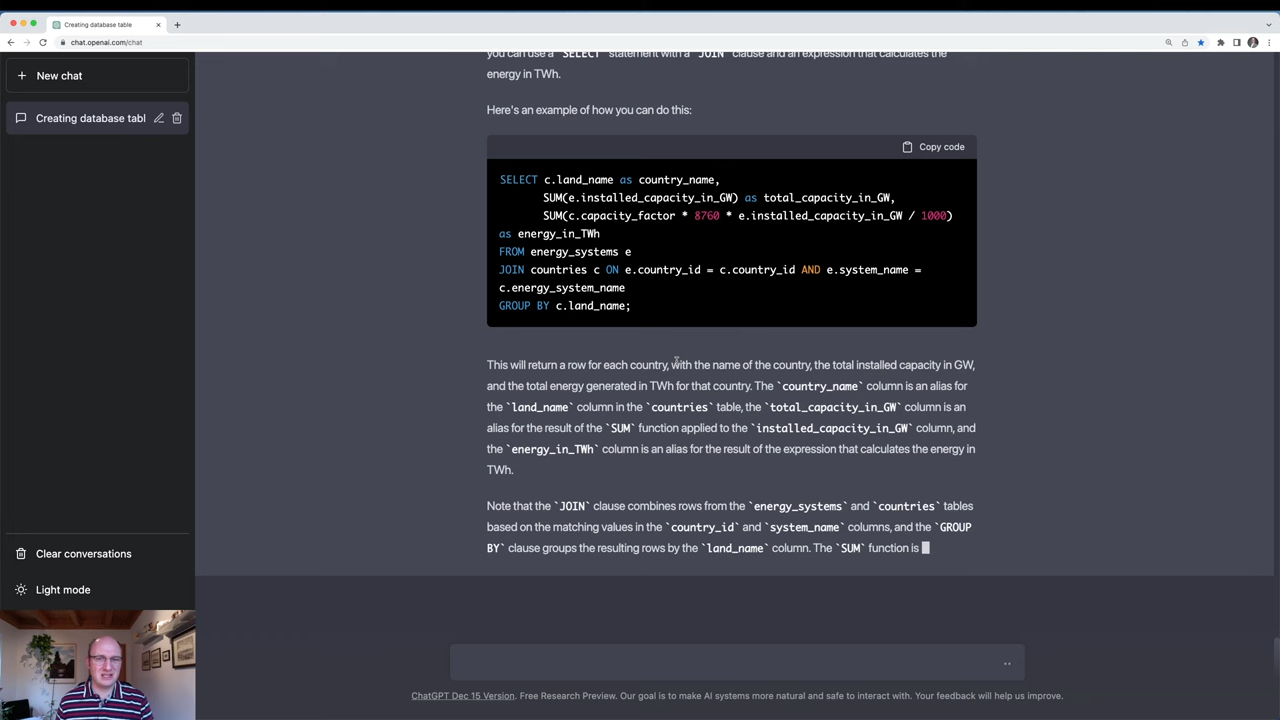 Creating database table
chat.openai.com/chat
New chat
Creating database tabl
you can use a `SELECT` statement with a `JOIN` clause and an expression that calculates the
energy in TWh.
Here's an example of how you can do this:
Copy code
SELECT c.land_name as country_name,
SUM(e.installed_capacity_in_GW) as total_capacity_in_GW,
SUM(c.capacity_factor * 8760 * e.installed_capacity_in_GW / 1000)
as energy_in_TWh
FROM energy_systems e
JOIN countries c ON e.country_id = c.country_id AND e.system_name =
c.energy_system_name
GROUP BY c.land_name;
This will return a row for each country, with the name of the country, the total installed capacity in GW,
and the total energy generated in TWh for that country. The `country_name` column is an alias for
the `land_name` column in the `countries` table, the `total_capacity_in_GW` column is an
alias for the result of the `SUM` function applied to the `installed_capacity_in_GW` column, and
the `energy_in_TWh` column is an alias for the result of the expression that calculates the energy in
TWh.
Note that the `JOIN` clause combines rows from the `energy_systems` and `countries` tables
based on the matching values in the `country_id` and `system_name` columns, and the `GROUP
BY` clause groups the resulting rows by the `land_name` column. The `SUM` function is
Clear conversations
Light mode
ChatGPT Dec 15 Version. Free Research Preview. Our goal is to make AI systems more natural and safe to interact with. Your feedback will help us improve.